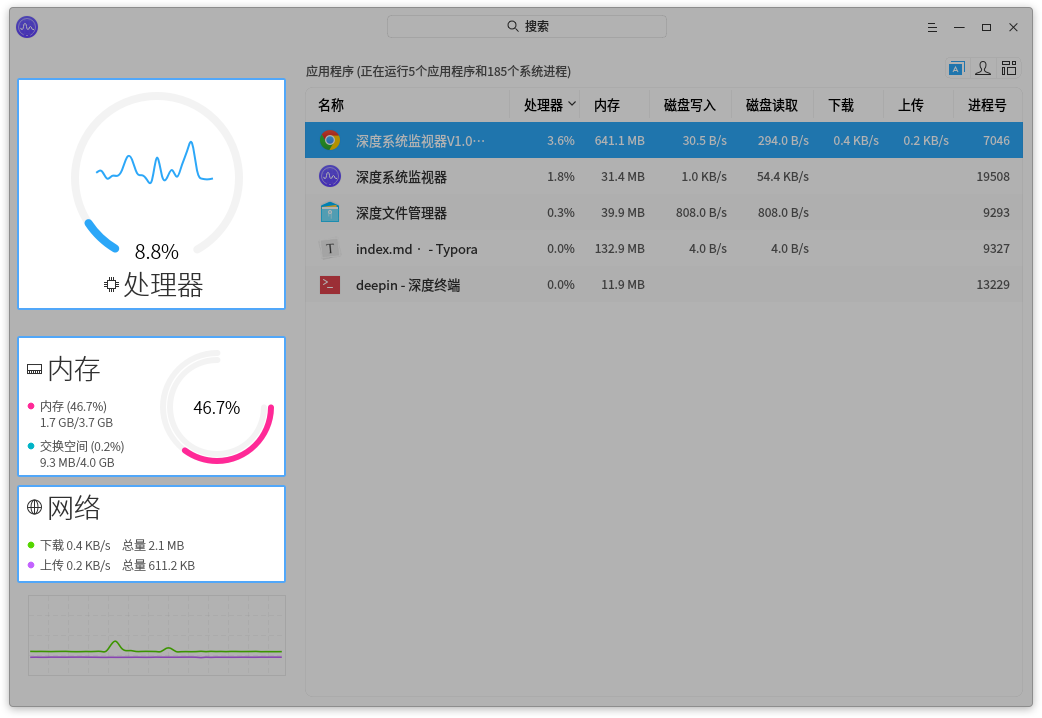 搜索
8.8%
处理器
内存
内存 (46.7%)
1.7 GB/3.7 GB
交换空间 (0.2%)
9.3 MB/4.0 GB
46.7%
网络
下载 0.4 KB/s 总量 2.1 MB
上传 0.2 KB/s 总量 611.2 KB
应用程序 (正在运行5个应用程序和185个系统进程)
名称 处理器 内存 磁盘写入 磁盘读取 下载 上传 进程号
深度系统监视器V1.0… 3.6% 641.1 MB 30.5 B/s 294.0 B/s 0.4 KB/s 0.2 KB/s 7046
深度系统监视器 1.8% 31.4 MB 1.0 KB/s 54.4 KB/s 19508
深度文件管理器 0.3% 39.9 MB 808.0 B/s 808.0 B/s 9293
T index.md · - Typora 0.0% 132.9 MB 4.0 B/s 4.0 B/s 9327
deepin - 深度终端 0.0% 11.9 MB 13229